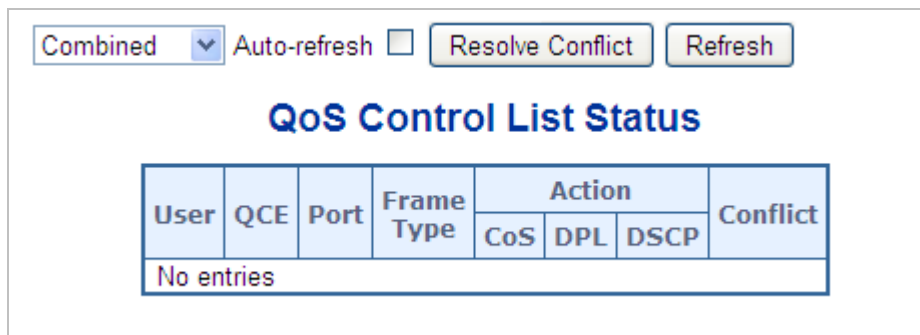 Combined Auto-refresh Resolve Conflict Refresh
QoS Control List Status
User QCE Port Frame Type Action Conflict
CoS DPL DSCP
No entries